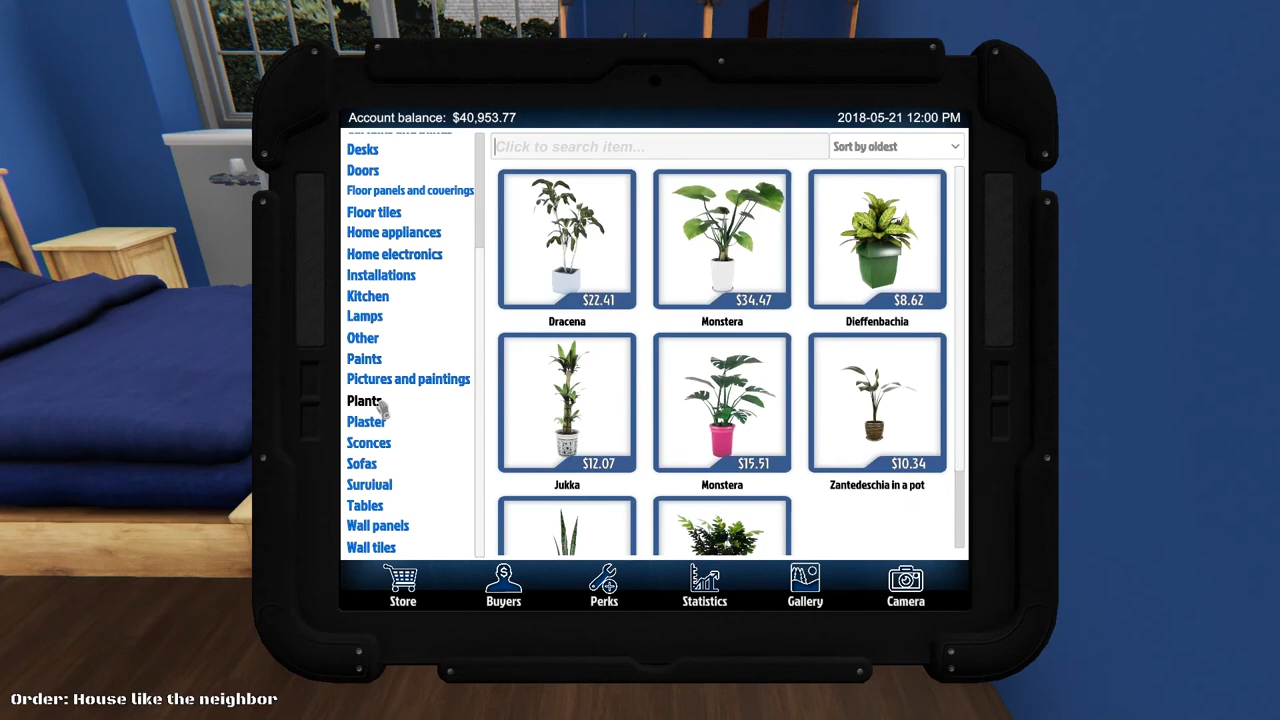 Account balance: $40,953.77
2018-05-21 12:00 PM
Desks
Doors
Floor panels and coverings
Floor tiles
Home appliances
Home electronics
Installations
Kitchen
Lamps
Other
Paints
Pictures and paintings
Plants
Plaster
Sconces
Sofas
Survival
Tables
Wall panels
Wall tiles
Click to search item...
Sort by oldest
$22.41
$34.47
$8.62
Dracena
Monstera
Dieffenbachia
$12.07
$15.51
$10.34
Jukka
Monstera
Zantedeschia in a pot
Store
Buyers
Perks
Statistics
Gallery
Camera
Order: House like the neighbor